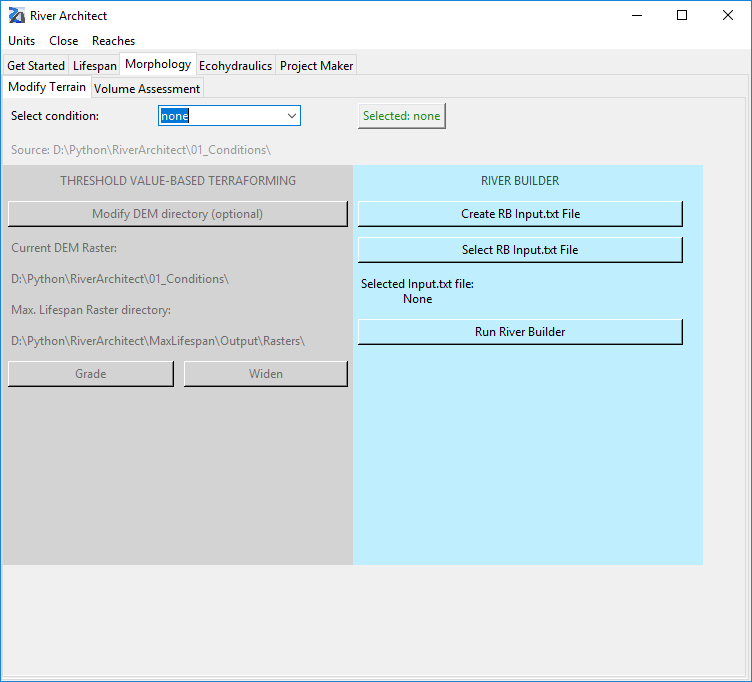 River Architect
Units Close Reaches
Get Started Lifespan Morphology Ecohydraulics Project Maker
Modify Terrain Volume Assessment
Select condition: none Selected: none
Source: D:\Python\RiverArchitect\01_Conditions\
THRESHOLD VALUE-BASED TERRAFORMING
Modify DEM directory (optional)
Current DEM Raster:
D:\Python\RiverArchitect\01_Conditions\
Max. Lifespan Raster directory:
D:\Python\RiverArchitect\MaxLifespan\Output\Rasters\
Grade Widen
RIVER BUILDER
Create RB Input.txt File
Select RB Input.txt File
Selected Input.txt file:
None
Run River Builder